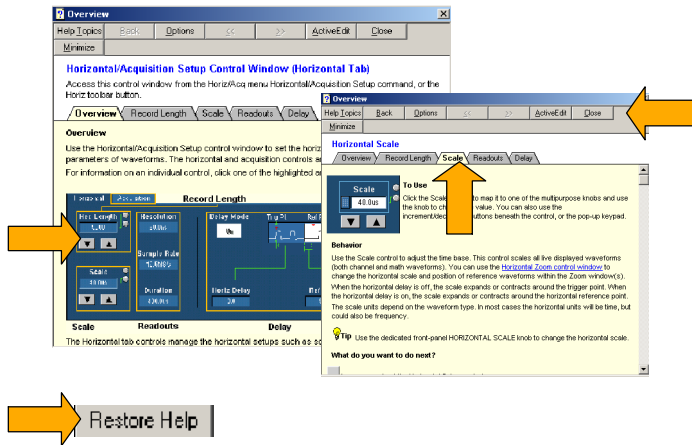 Overview
Help Topics Back Options << >> ActiveEdit Close
Minimize
Horizontal/Acquisition Setup Control Window (Horizontal Tab)
Access this control window from the Horiz/Acq menu Horizontal/Acquisition Setup command, or the
Horiz toolbar button.
Overview Record Length Scale Readouts Delay
Overview
Use the Horizontal/Acquisition Setup control window to set the horiz
parameters of waveforms. The horizontal and acquisition controls a
For information on an individual control, click one of the highlighted ar
Horizontal Acquisition Record Length
Rec Length Resolution Delay Mode Trig Pt Ref
Sample Rate
Scale
40.0us
Duration Horiz Delay Ref
400.0us 0.0
Scale Readouts Delay
The Horizontal tab controls manage the horizontal setups such as sc
Overview
Help Topics Back Options << >> ActiveEdit Close
Minimize
Horizontal Scale
Overview Record Length Scale Readouts Delay
Scale
40.0us
To Use
Click the Scale to map it to one of the multipurpose knobs and use
the knob to ch value. You can also use the
increment/dec uttons beneath the control, or the pop-up keypad.
Behavior
Use the Scale control to adjust the time base. This control scales all live displayed waveforms
(both channel and math waveforms). You can use the Horizontal Zoom control window to
change the horizontal scale and position of reference waveforms within the Zoom window(s).
When the horizontal delay is off, the scale expands or contracts around the trigger point. When
the horizontal delay is on, the scale expands or contracts around the horizontal reference point.
The scale units depend on the waveform type. In most cases the horizontal units will be time, but
could also be frequency.
Tip Use the dedicated front-panel HORIZONTAL SCALE knob to change the horizontal scale.
What do you want to do next?
Restore Help